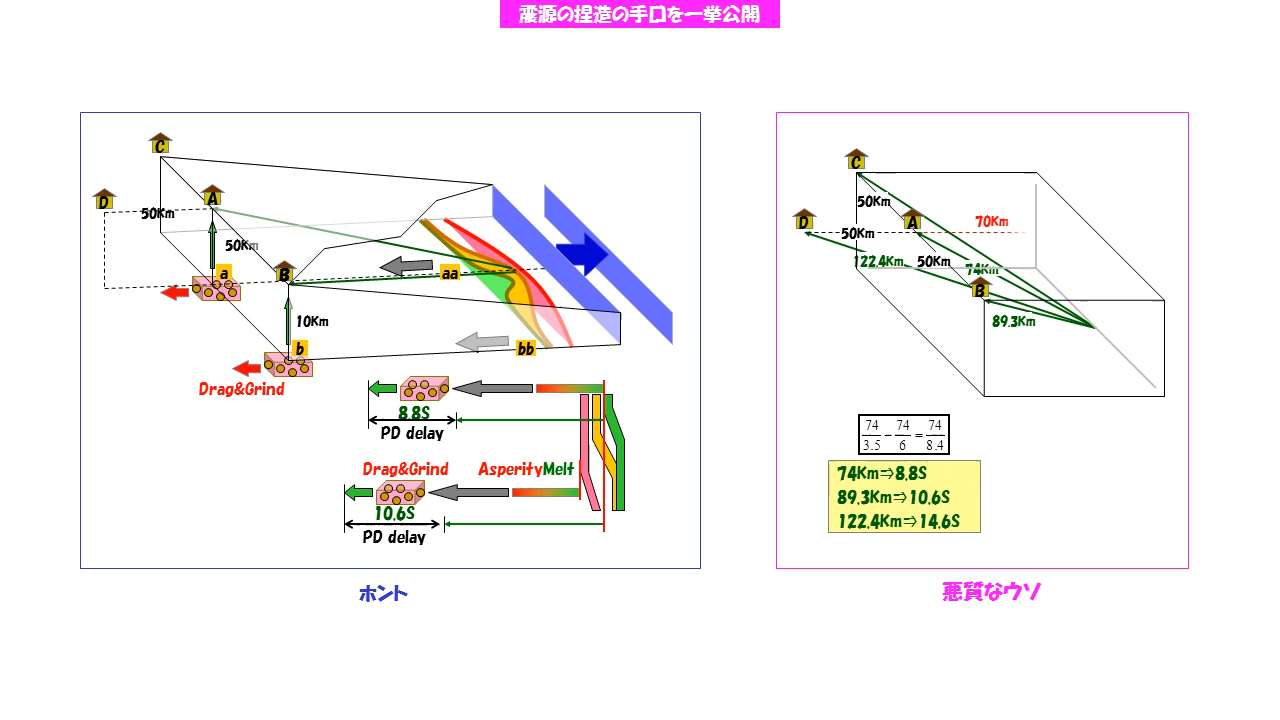 震源の捏造の手口を一挙公開
C
D
A
50Km
50Km
a
B
aa
10Km
b
bb
Drag&Grind
8.8S
PD delay
Drag&Grind
AsperityMelt
10.6S
PD delay
ホント
C
50Km
D
A
70Km
50Km
122.4Km
50Km
74Km
B
89.3Km
74/3.5 - 74/6 = 74/8.4
74Km⇒8.8S
89.3Km⇒10.6S
122.4Km⇒14.6S
悪質なウソ